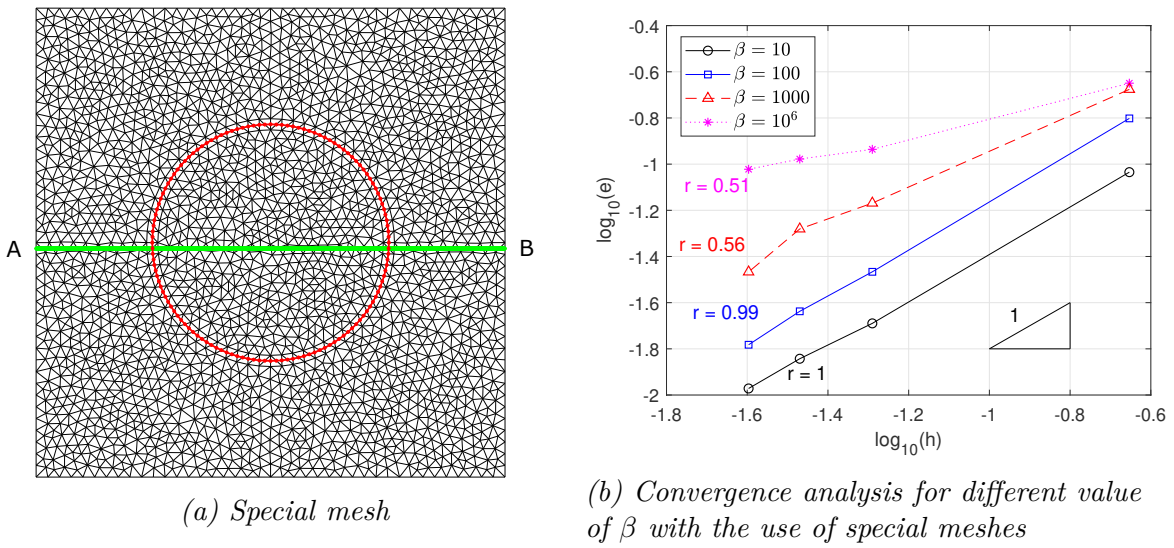 A
B
(a) Special mesh
-0.4
-0.6
-0.8
-1
-1.2
-1.4
-1.6
-1.8
-2
log₁₀(e)
β = 10
β = 100
β = 1000
β = 10⁶
r = 0.51
r = 0.56
r = 0.99
r = 1
1
-1.8
-1.6
-1.4
-1.2
-1
-0.8
-0.6
log₁₀(h)
(b) Convergence analysis for different value
of β with the use of special meshes